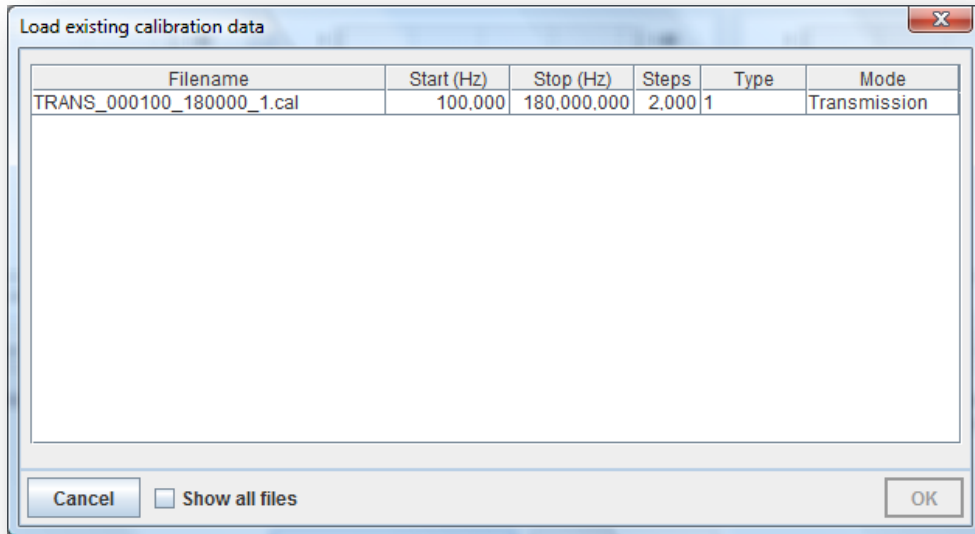 Load existing calibration data
Filename Start (Hz) Stop (Hz) Steps Type Mode
TRANS_000100_180000_1.cal 100,000 180,000,000 2,000 1 Transmission
Cancel Show all files OK